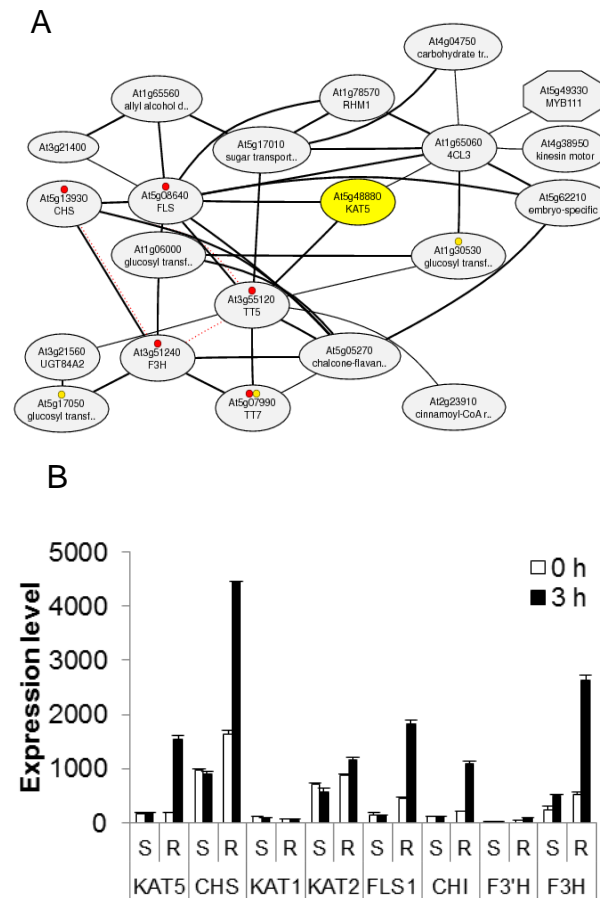 A
At4g04750
carbohydrate tr..
At1g65560
allyl alcohol d..
At1g78570
RHM1
At5g49330
MYB111
At3g21400
At5g17010
sugar transport..
At1g65060
4CL3
At4g38950
kinesin motor
At5g13930
CHS
At5g08640
FLS
At5g48880
KAT5
At5g62210
embryo-specific
At1g06000
glucosyl transf..
At1g30530
glucosyl transf..
At3g55120
TT5
At3g21560
UGT84A2
At3g51240
F3H
At5g05270
chalcone-flavan..
At5g17050
glucosyl transf..
At5g07990
TT7
At2g23910
cinnamoyl-CoA r..
B
Expression level
5000
4000
3000
2000
1000
0
0 h
3 h
S R S R S R S R S R S R S R S R
KAT5 CHS KAT1 KAT2 FLS1 CHI F3'H F3H